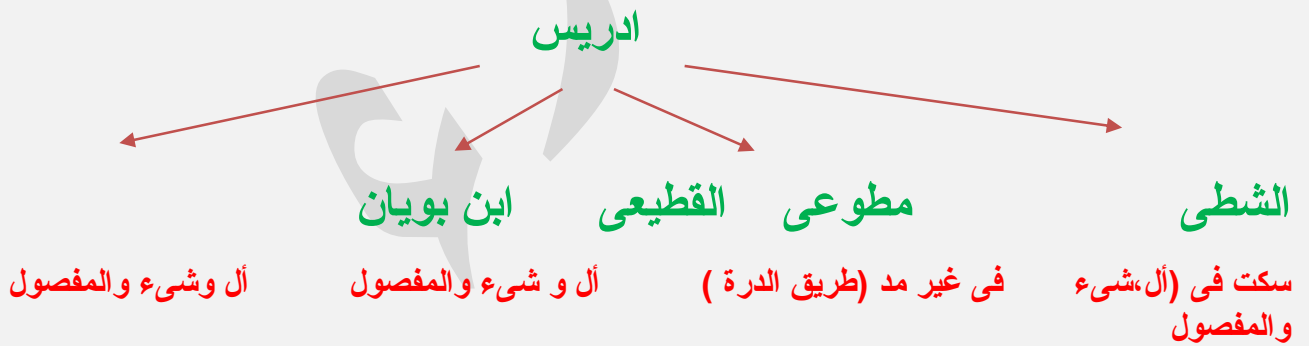 ادريس
الشطى مطوعى القطيعى ابن بويان
سكت فى (أل،شىء والمفصول
فى غير مد (طريق الدرة )
أل و شىء والمفصول
أل وشىء والمفصول